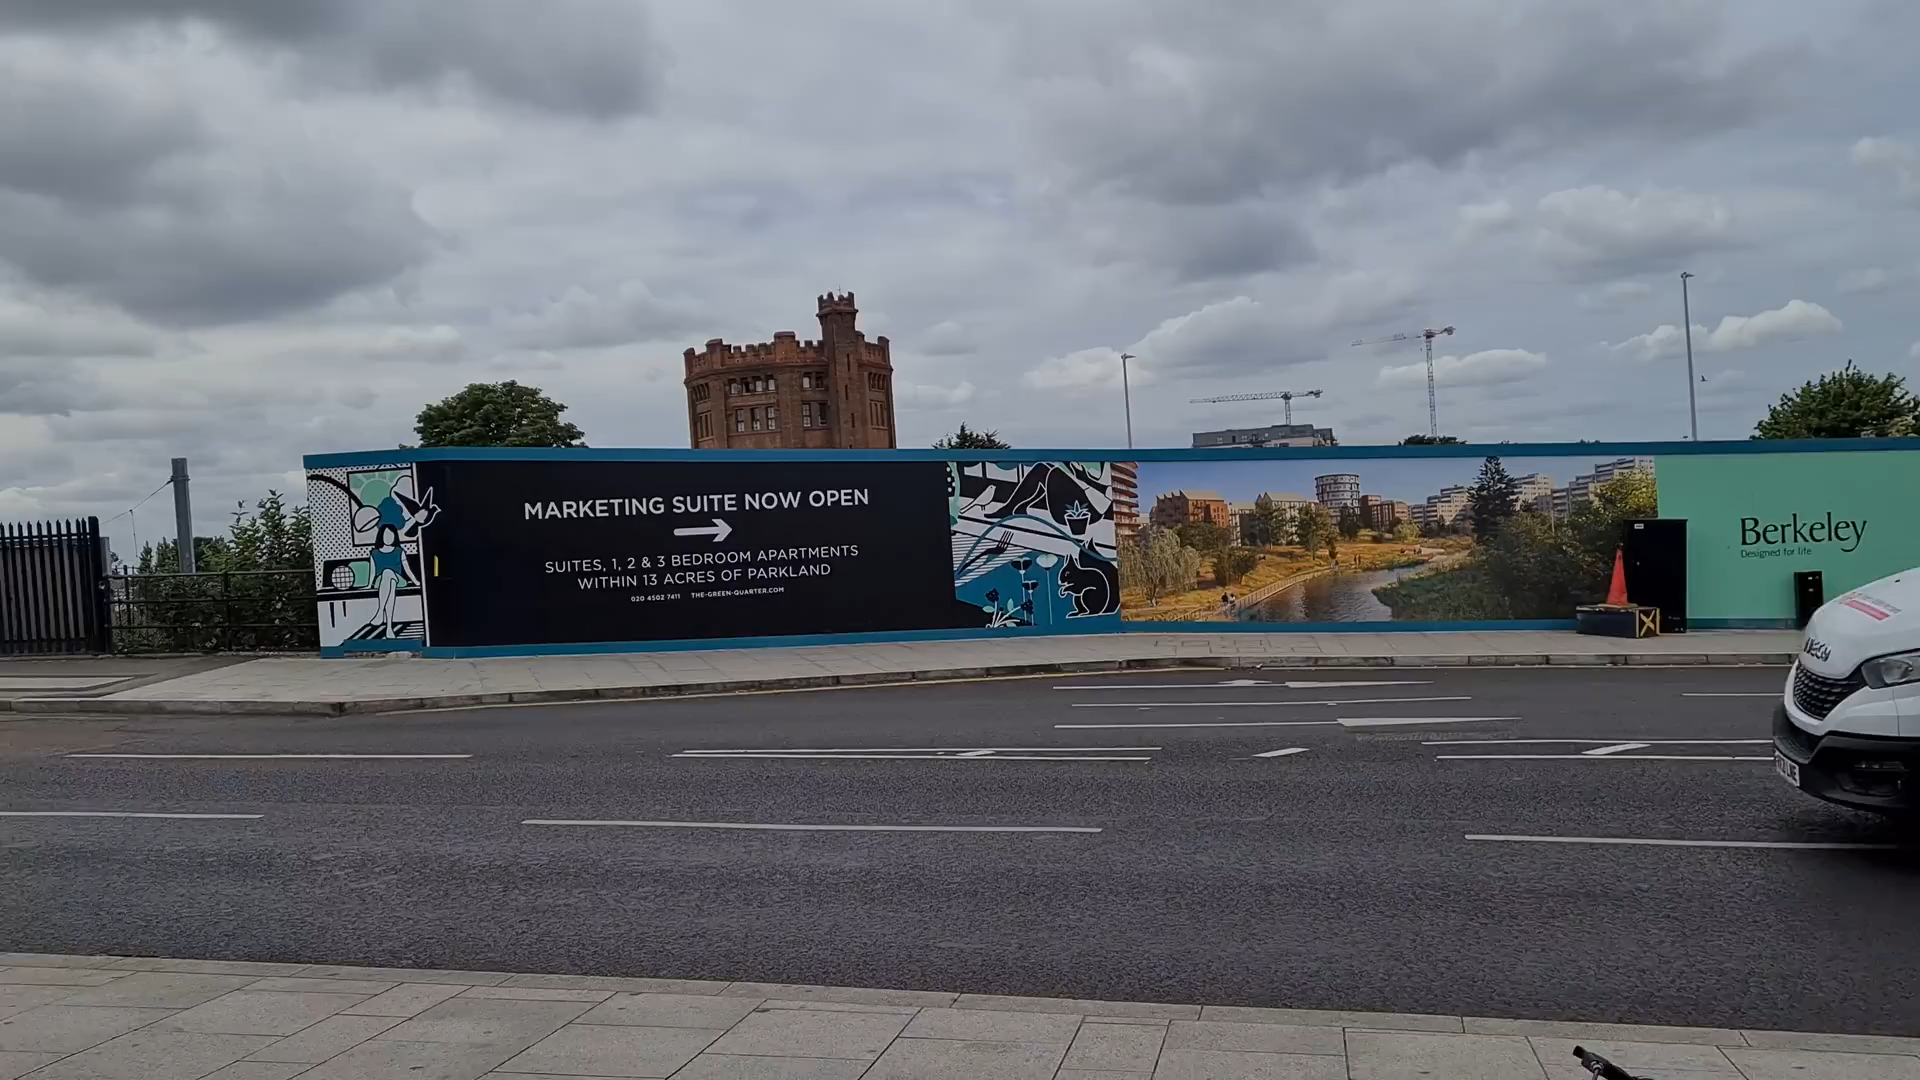 MARKETING SUITE NOW OPEN
SUITES, 1, 2 & 3 BEDROOM APARTMENTS
WITHIN 13 ACRES OF PARKLAND
020 4502 7411 THE-GREEN-QUARTER.COM
Berkeley
Designed for life